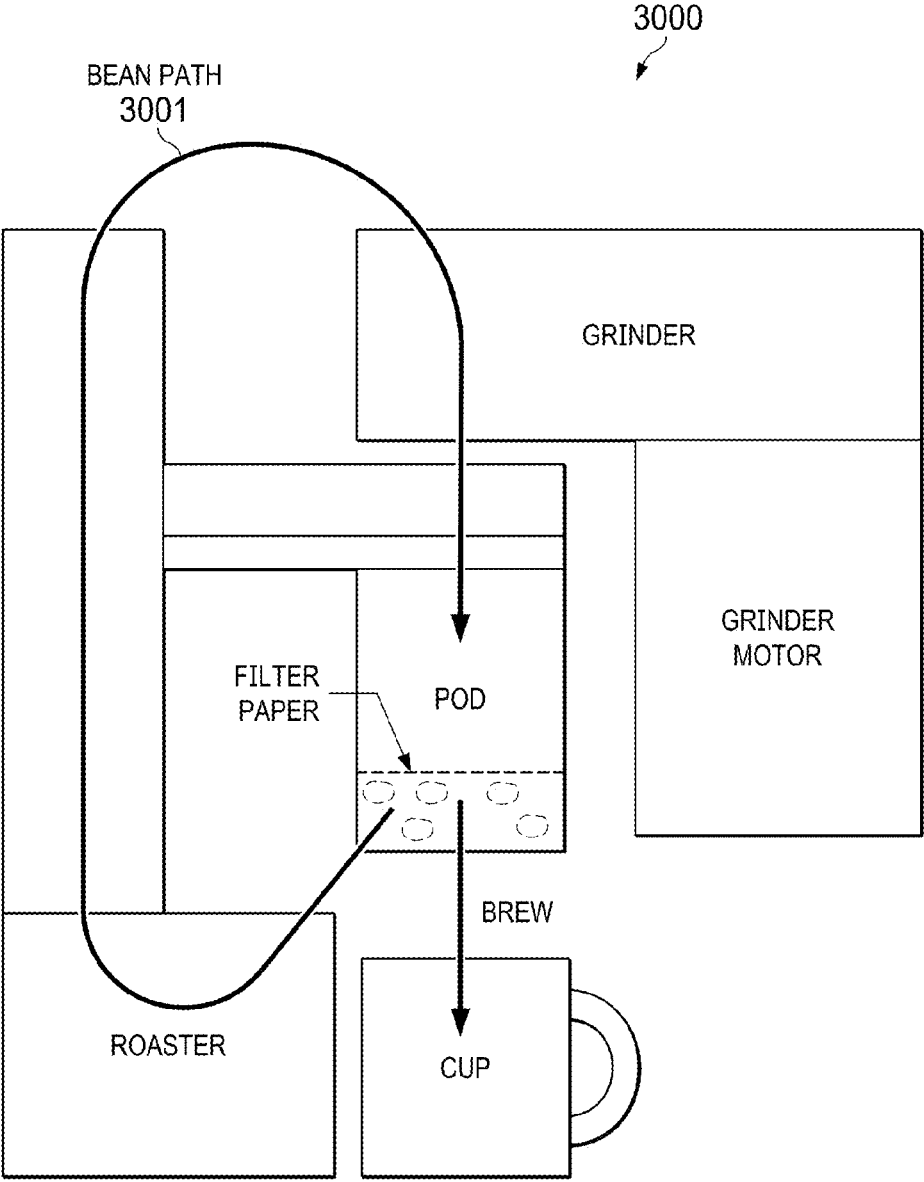 3000
BEAN PATH
3001
GRINDER
GRINDER
MOTOR
FILTER
PAPER
POD
BREW
ROASTER
CUP